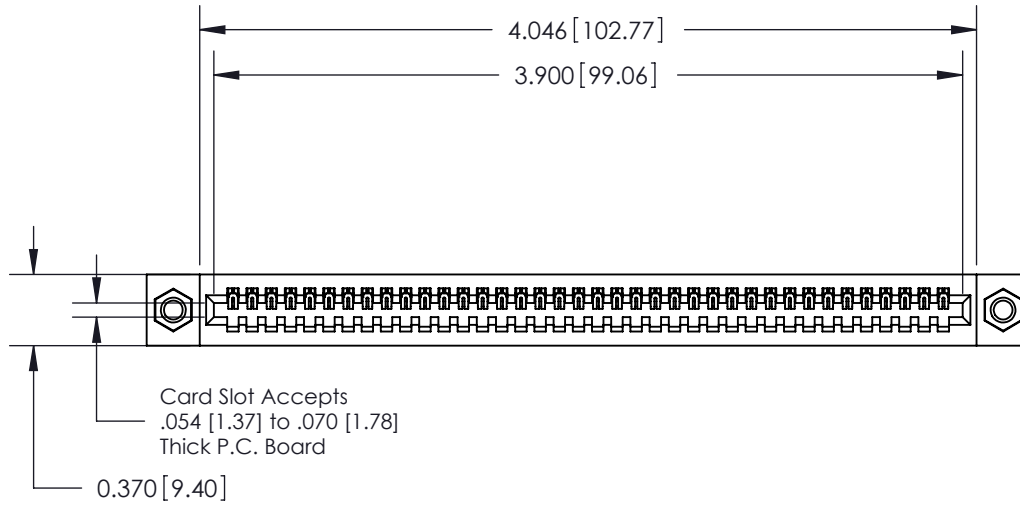 4.046[102.77]
3.900[99.06]
Card Slot Accepts
.054 [1.37] to .070 [1.78]
Thick P.C. Board
0.370[9.40]